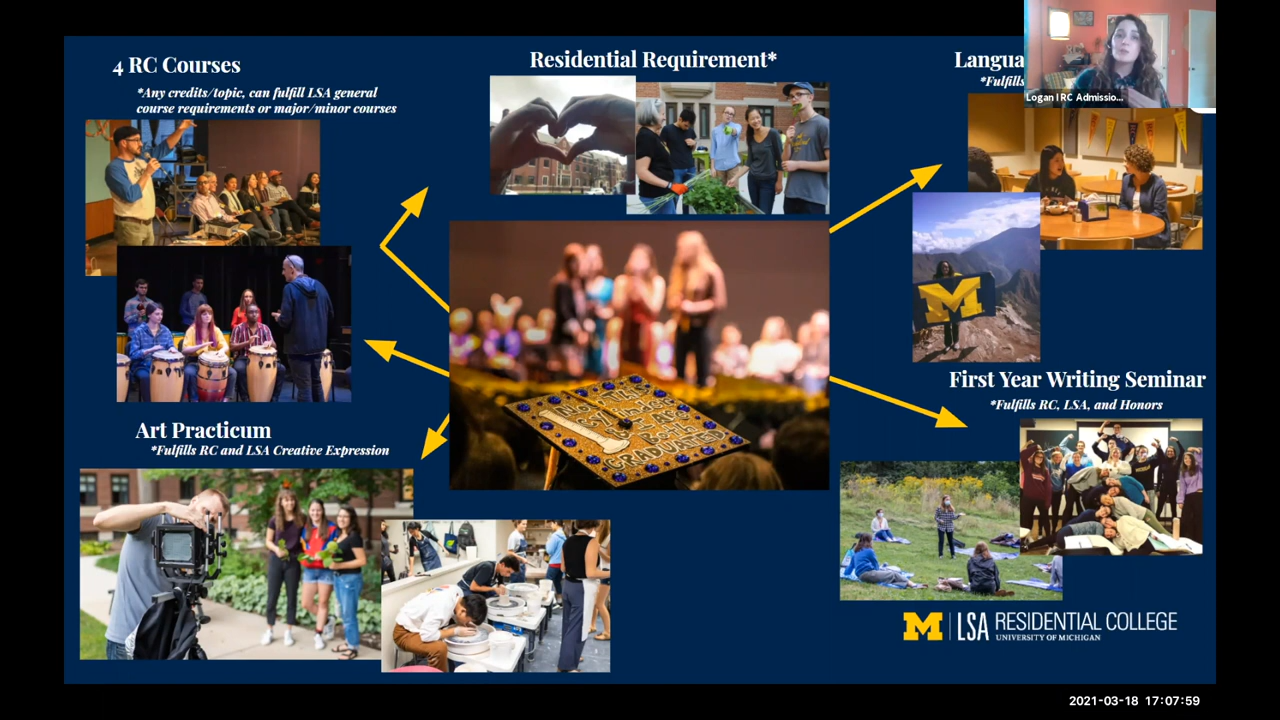 4 RC Courses
*Any credits/topic, can fulfill LSA general
course requirements or major/minor courses
Residential Requirement*
Langua
*Fulfills
Logan I RC Admissio...
First Year Writing Seminar
*Fulfills RC, LSA, and Honors
Art Practicum
*Fulfills RC and LSA Creative Expression
GRADUATED
M
M LSA RESIDENTIAL COLLEGE
UNIVERSITY OF MICHIGAN
2021-03-18 17:07:59